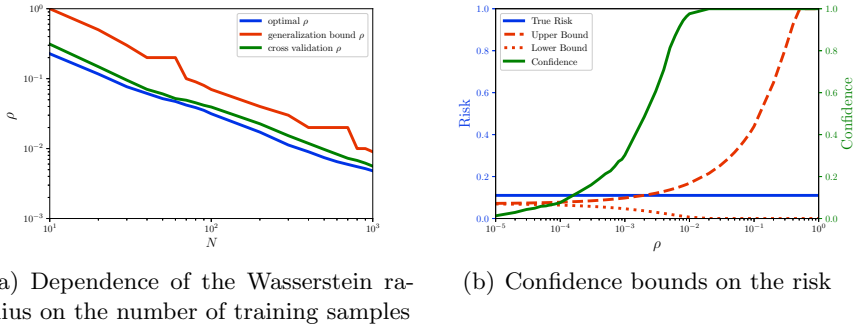 10^0
10^−1
10^−2
10^−3
ρ
10^1
10^2
10^3
N
optimal ρ
generalization bound ρ
cross validation ρ
1.0
0.8
0.6
0.4
0.2
0.0
Risk
True Risk
Upper Bound
Lower Bound
Confidence
10^−5
10^−4
10^−3
10^−2
10^−1
10^0
ρ
1.0
0.8
0.6
0.4
0.2
0.0
Confidence
a) Dependence of the Wasserstein ra-
ius on the number of training samples
(b) Confidence bounds on the risk